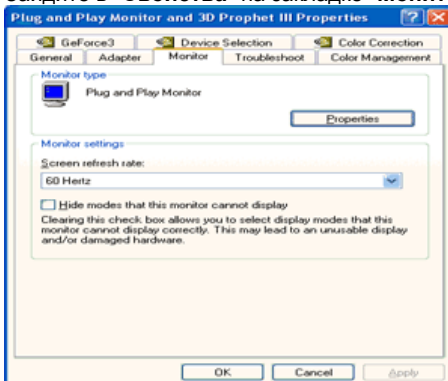 Plug and Play Monitor and 3D Prophet III Properties
GeForce3 Device Selection Color Correction
General Adapter Monitor Troubleshoot Color Management
Monitor type
Plug and Play Monitor
Properties
Monitor settings
Screen refresh rate:
60 Hertz
Hide modes that this monitor cannot display
Clearing this check box allows you to select display modes that this
monitor cannot display correctly. This may lead to an unusable display
and/or damaged hardware.
OK Cancel Apply